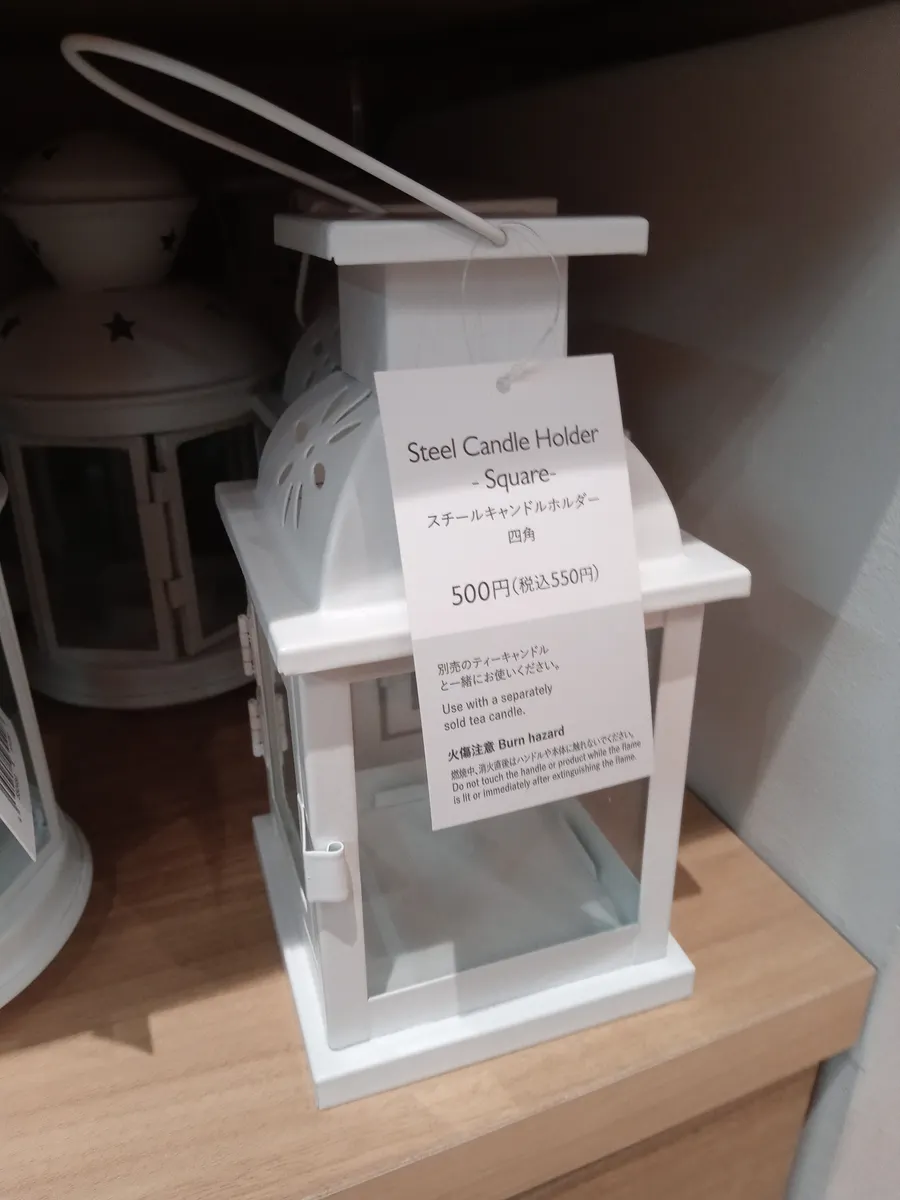 Steel Candle Holder
- Square-
スチールキャンドルホルダー
四角
500円(税込550円)
別売のティーキャンドル
と一緒にお使いください。
Use with a separately
sold tea candle.
火傷注意 Burn hazard
燃焼中、消火直後はハンドルや本体に触れないでください。
Do not touch the handle or product while the flame
is lit or immediately after extinguishing the flame.